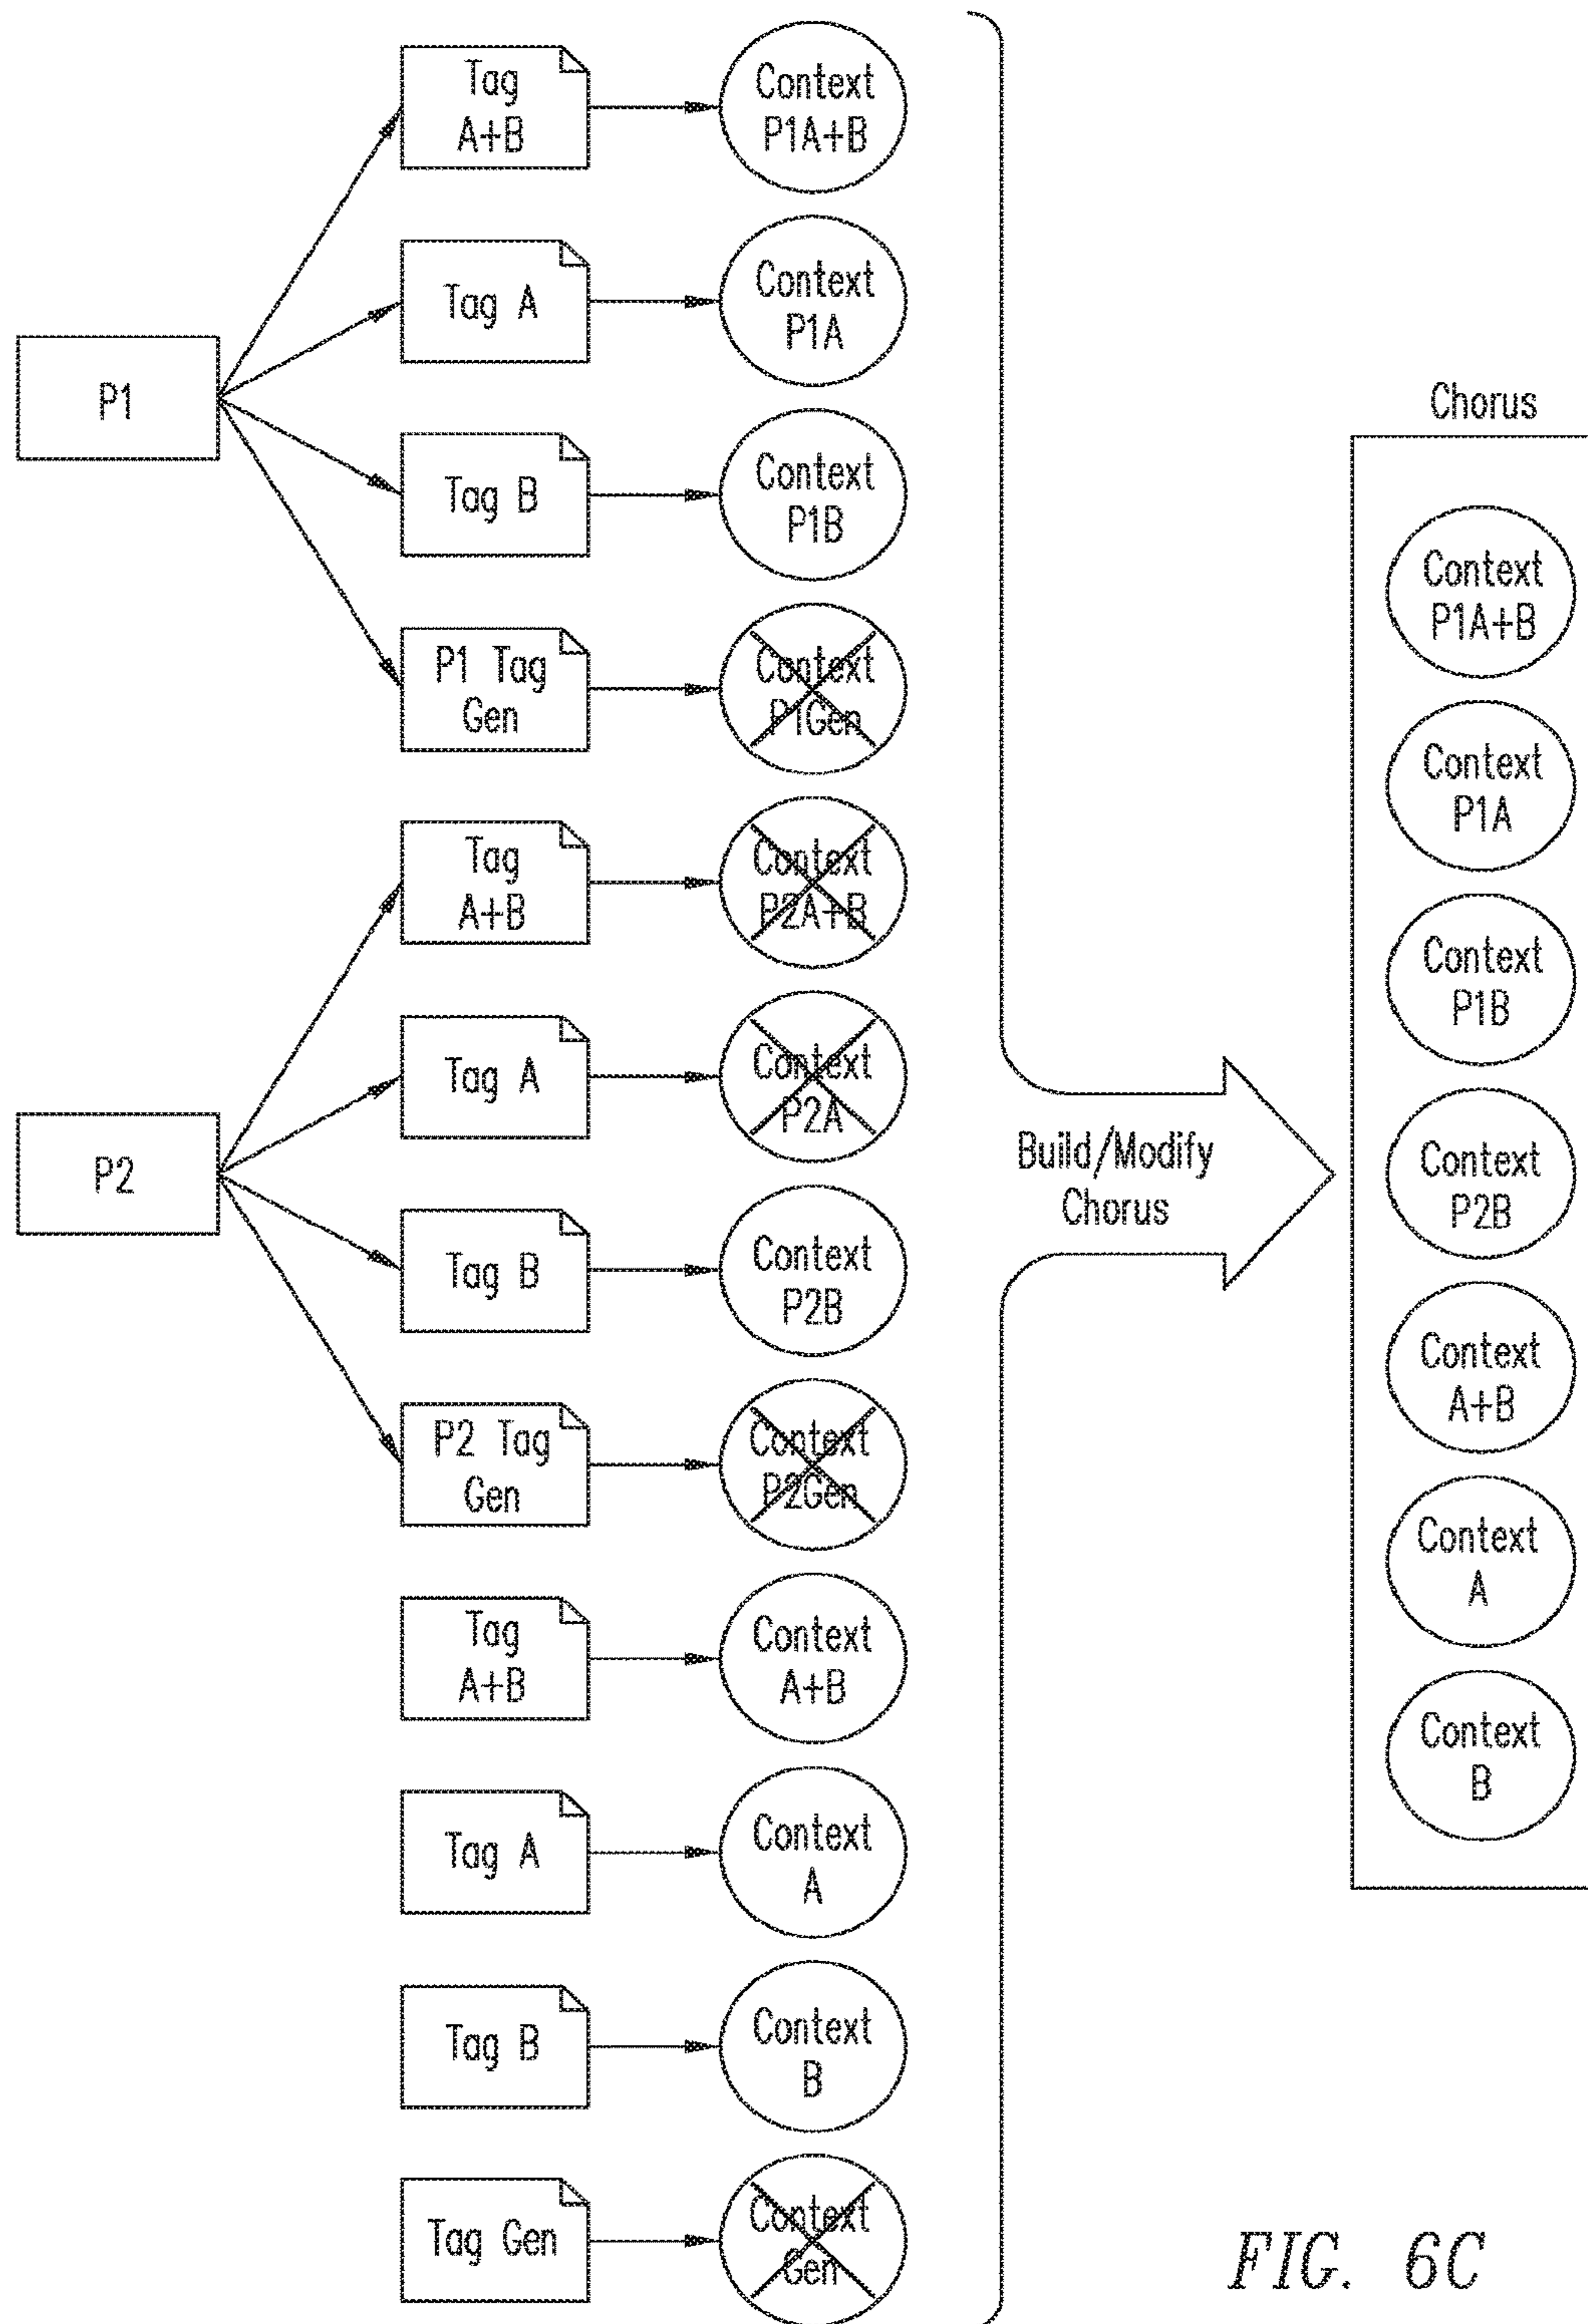 Tag
A+B
Context
P1A+B
Tag A
Context
P1A
P1
Tag B
Context
P1B
P1 Tag
Gen
Context
P1Gen
Tag
A+B
Context
P2A+B
Tag A
Context
P2A
P2
Tag B
Context
P2B
P2 Tag
Gen
Context
P2Gen
Tag
A+B
Context
A+B
Tag A
Context
A
Tag B
Context
B
Tag Gen
Context
Gen
Build/Modify
Chorus
Chorus
Context
P1A+B
Context
P1A
Context
P1B
Context
P2B
Context
A+B
Context
A
Context
B
FIG. 6C